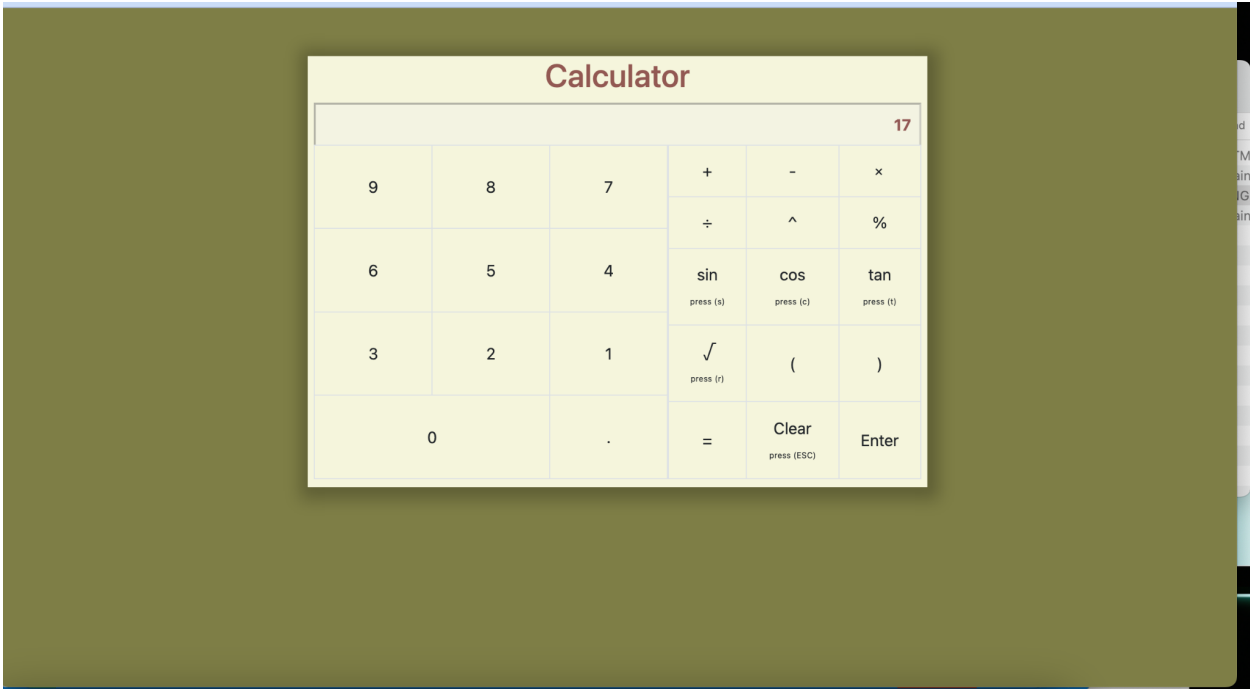 Calculator
17
9 8 7
+ - ×
÷ ^ %
6 5 4
sin cos tan
press (s) press (c) press (t)
3 2 1
√ ( )
press (r)
0 .
= Clear Enter
press (ESC)